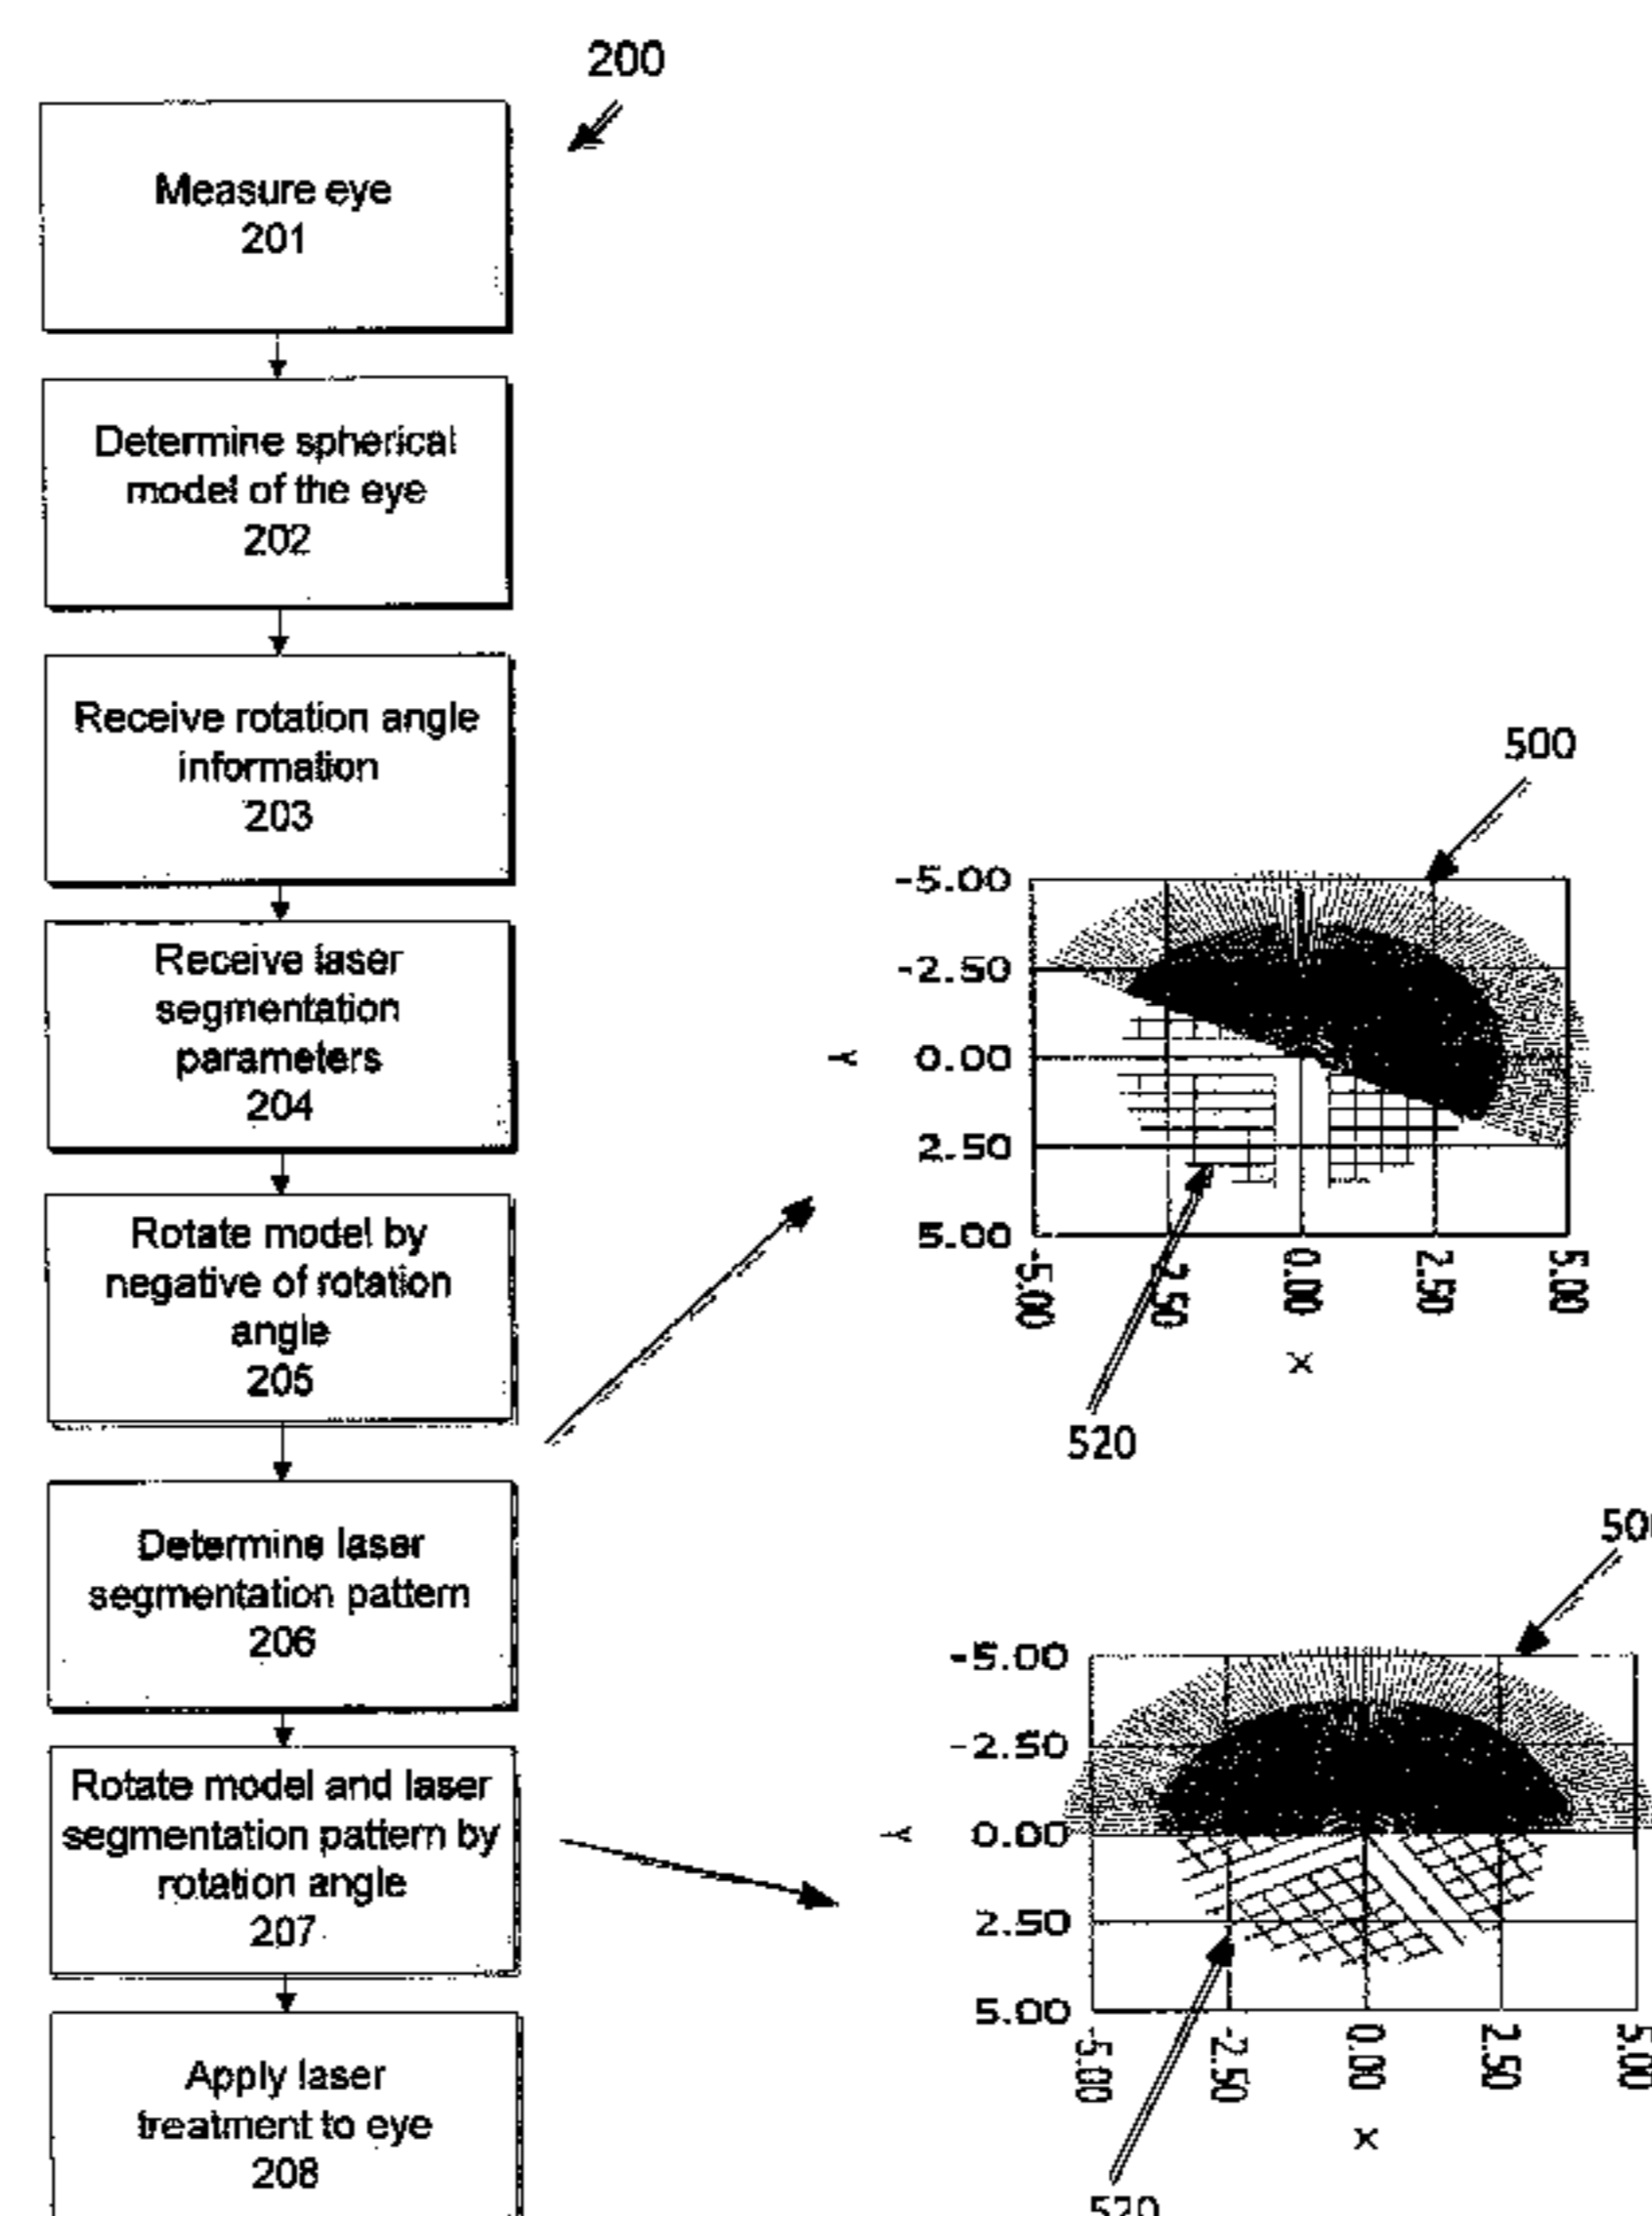 200
Measure eye
201
Determine spherical
model of the eye
202
Receive rotation angle
information
203
Receive laser
segmentation
parameters
204
Rotate model by
negative of rotation
angle
205
Determine laser
segmentation pattern
206
Rotate model and laser
segmentation pattern by
rotation angle
207
Apply laser
treatment to eye
208
500
-5.00
-2.50
0.00
2.50
5.00
Y
-5.00
-2.50
0.00
2.50
5.00
X
520
500
-5.00
-2.50
0.00
2.50
5.00
Y
-5.00
-2.50
0.00
2.50
5.00
X
520